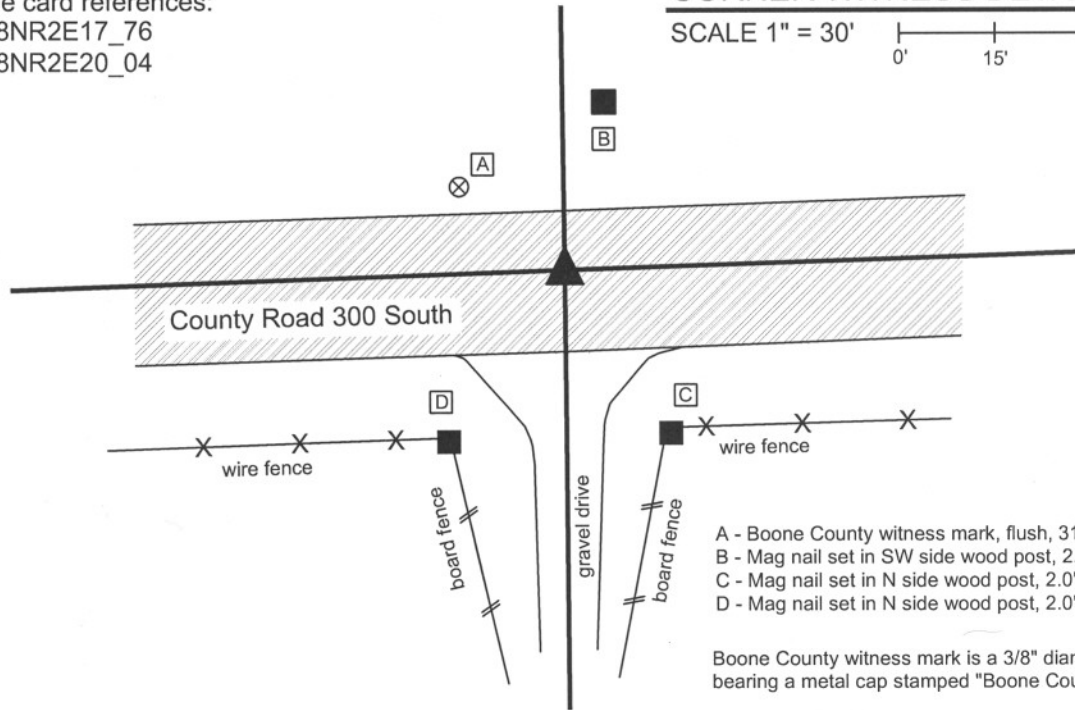 card references:
8NR2E17_76
8NR2E20_04
SCALE 1" = 30'
0' 15'
B
A
County Road 300 South
D
C
X X X
X X X
wire fence
wire fence
board fence
gravel drive
board fence
A - Boone County witness mark, flush, 31
B - Mag nail set in SW side wood post, 2.
C - Mag nail set in N side wood post, 2.0'
D - Mag nail set in N side wood post, 2.0'
Boone County witness mark is a 3/8" diam
bearing a metal cap stamped "Boone Cou